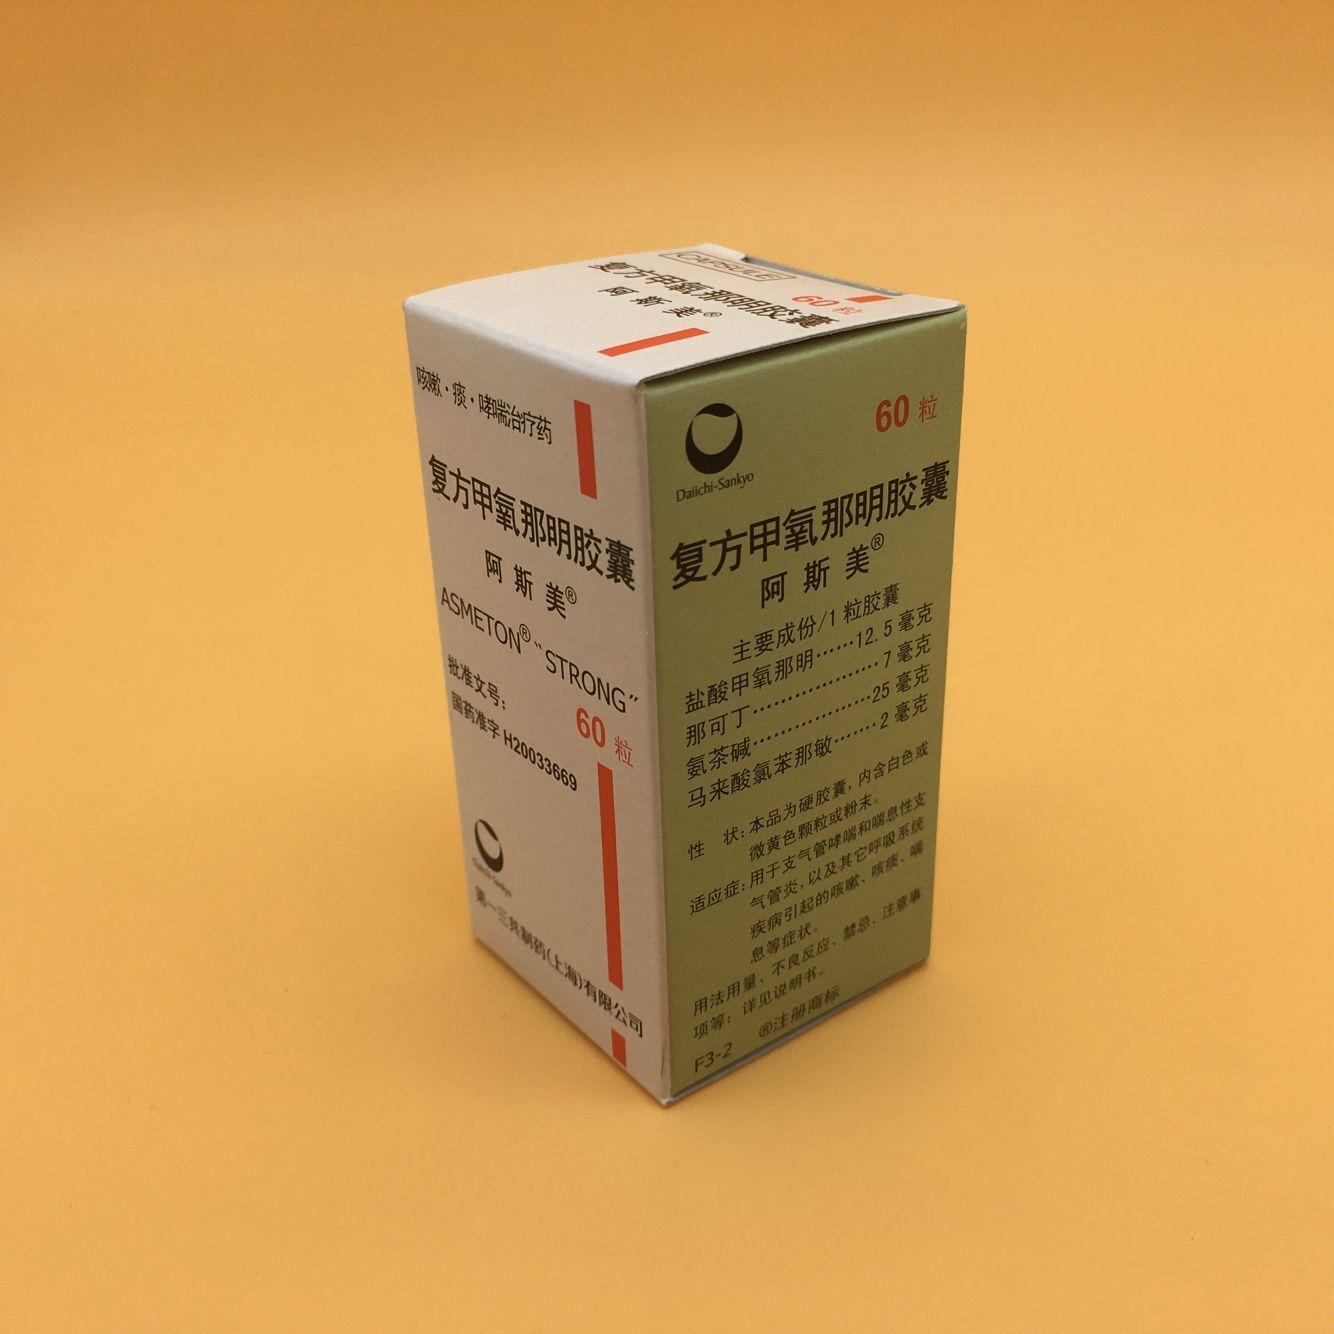 CAPSULE
复方甲氧那明胶囊
阿斯美®
60粒
咳嗽·痰·哮喘治疗药
复方甲氧那明胶囊
阿斯美®
ASMETON®“STRONG”
批准文号：
国药准字H20033669
60粒
Daiichi-Sankyo
第一三共制药(上海)有限公司
60粒
Daiichi-Sankyo
复方甲氧那明胶囊
阿斯美®
主要成份/1粒胶囊
盐酸甲氧那明……12.5毫克
那可丁………………7毫克
氨茶碱………………25毫克
马来酸氯苯那敏……2毫克
性 状：本品为硬胶囊，内含白色或
微黄色颗粒或粉末。
适应症：用于支气管哮喘和喘息性支
气管炎，以及其它呼吸系统
疾病引起的咳嗽、咳痰、喘
息等症状。
用法用量、不良反应、禁忌、注意事
项等：详见说明书。
®注册商标
F3-2